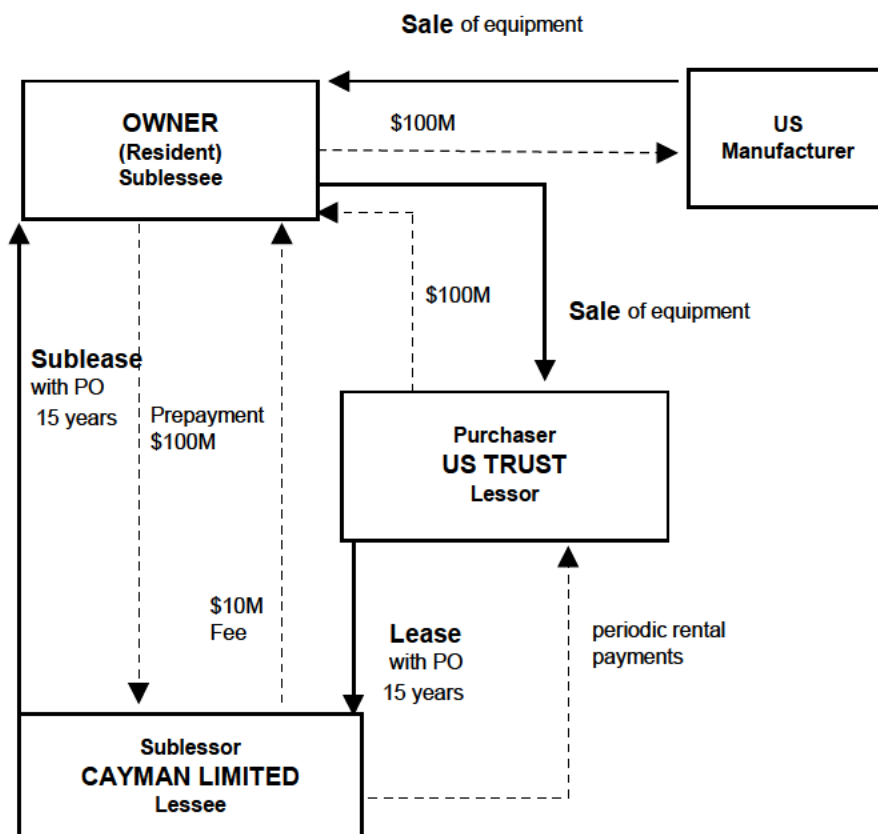 Sale of equipment
OWNER
(Resident)
Sublessee
$100M
US
Manufacturer
$100M
Sale of equipment
Sublease
with PO
15 years
Prepayment
$100M
Purchaser
US TRUST
Lessor
$10M
Fee
Lease
with PO
15 years
periodic rental
payments
Sublessor
CAYMAN LIMITED
Lessee